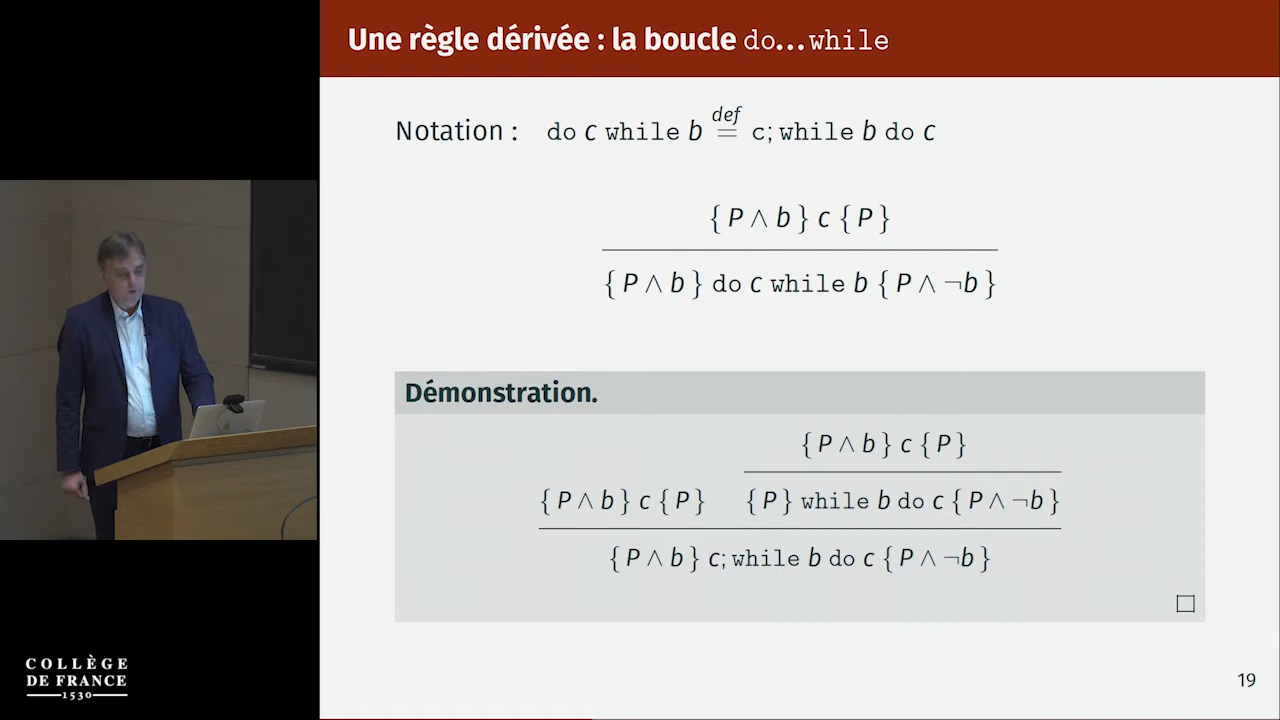 Une règle dérivée : la boucle do...while
Notation : do c while b def= c; while b do c
{ P ∧ b } c { P }
{ P ∧ b } do c while b { P ∧ ¬b }
Démonstration.
{ P ∧ b } c { P }
{ P ∧ b } c { P } { P } while b do c { P ∧ ¬b }
{ P ∧ b } c; while b do c { P ∧ ¬b }
□
COLLÈGE
DE FRANCE
1530
19